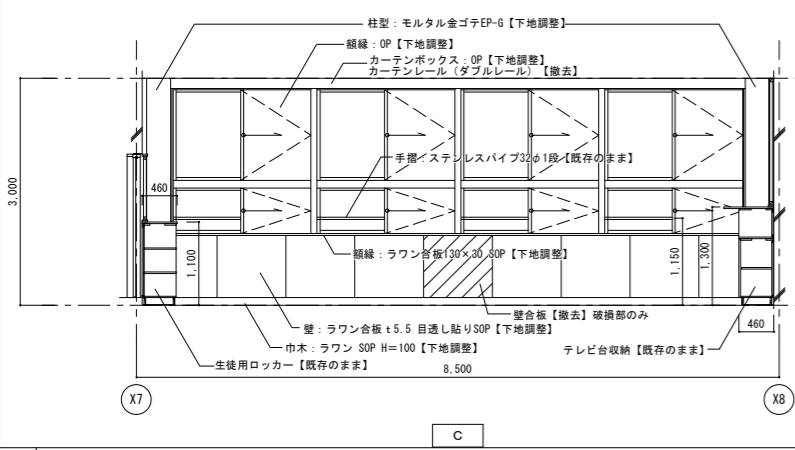 柱型：モルタル金ゴテEP-G【下地調整】
額縁：OP【下地調整】
カーテンボックス：OP【下地調整】
カーテンレール（ダブルレール）【撤去】
手摺：ステンレスパイプ32φ1段【既存のまま】
3,000
460
1,100
額縁：ラワン合板130×30 SOP【下地調整】
1,150
1,300
壁合板【撤去】破損部のみ
460
壁：ラワン合板ｔ5.5 目透し貼りSOP【下地調整】
巾木：ラワン SOP H＝100【下地調整】
テレビ台収納【既存のまま】
生徒用ロッカー【既存のまま】
8,500
X7
X8
C